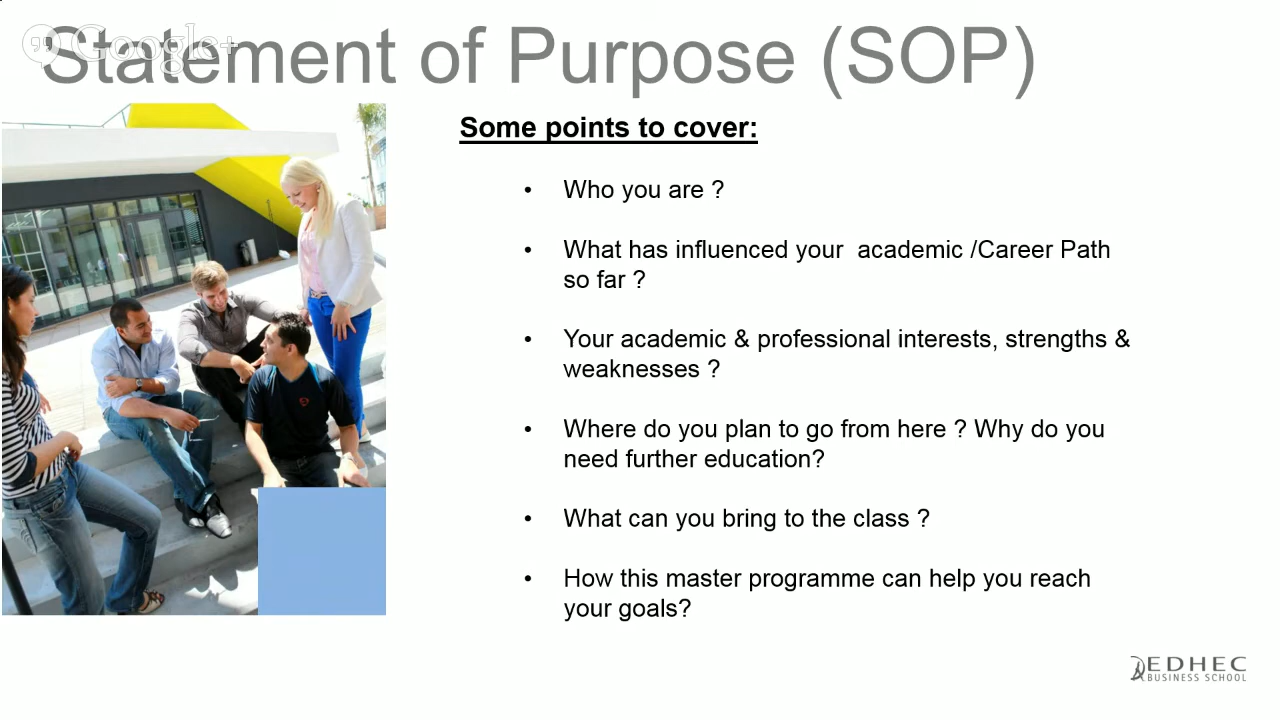 Google+
Statement of Purpose (SOP)
Some points to cover:
• Who you are ?
• What has influenced your academic /Career Path
so far ?
• Your academic & professional interests, strengths &
weaknesses ?
• Where do you plan to go from here ? Why do you
need further education?
• What can you bring to the class ?
• How this master programme can help you reach
your goals?
EDHEC
BUSINESS SCHOOL